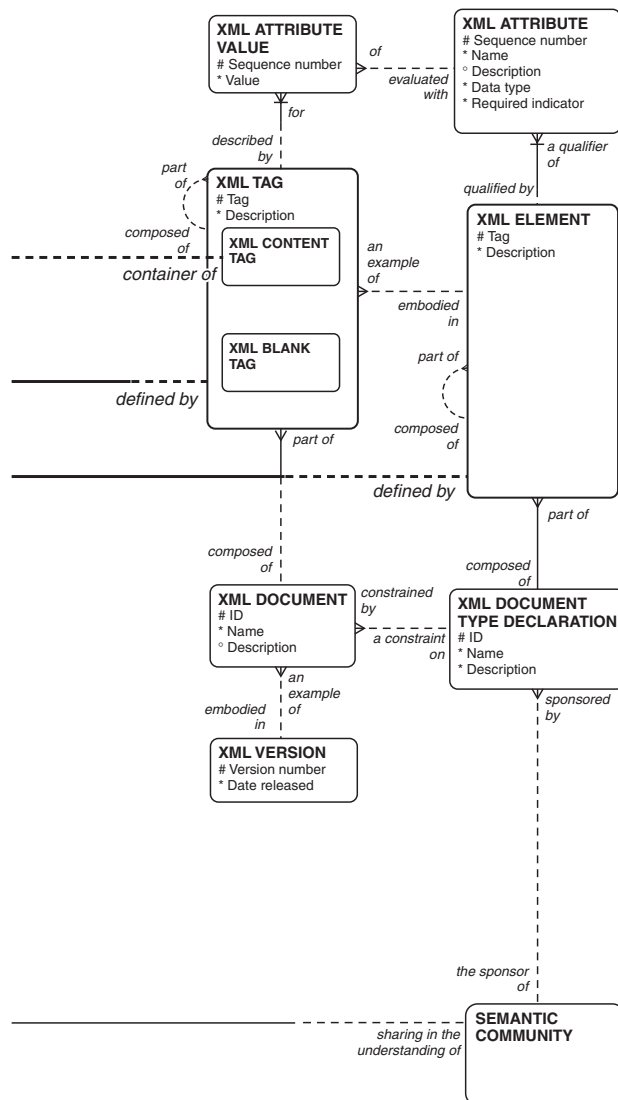 XML ATTRIBUTE
VALUE
# Sequence number
* Value
of
evaluated
with
XML ATTRIBUTE
# Sequence number
* Name
° Description
* Data type
* Required indicator
for
described
by
a qualifier
of
qualified by
part
of
composed
of
XML TAG
# Tag
* Description
XML CONTENT
TAG
container of
an
example
of
embodied
in
XML ELEMENT
# Tag
* Description
XML BLANK
TAG
defined by
part of
composed
of
part of
defined by
part of
composed
of
composed
of
XML DOCUMENT
# ID
* Name
° Description
constrained
by
a constraint
on
XML DOCUMENT
TYPE DECLARATION
# ID
* Name
* Description
an
example
of
embodied
in
sponsored
by
XML VERSION
# Version number
* Date released
the sponsor
of
sharing in the
understanding of
SEMANTIC
COMMUNITY